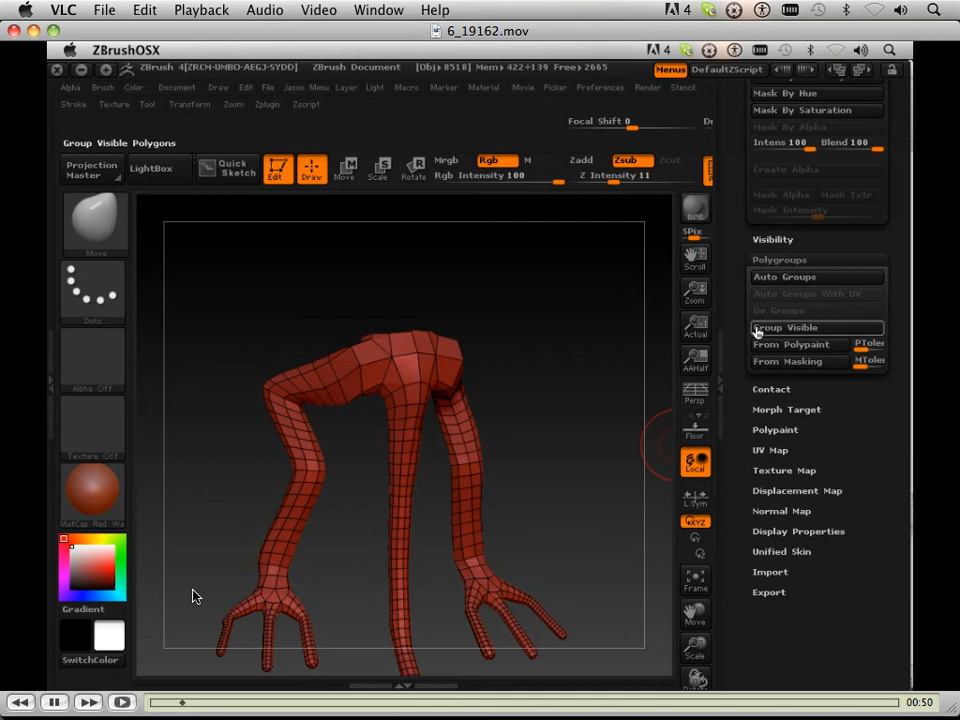 VLC File Edit Playback Audio Video Window Help
4
6_19162.mov
ZBrushOSX
4
ZBrush 4[ZRCM-UMBO-AEGJ-SYDD] ZBrush Document [Obj▸8518] Mem▸422+139 Free▸2665 Menus DefaultZScript
Alpha Brush Color Document Draw Edit File Jason Menu Layer Light Macro Marker Material Movie Picker Preferences Render Stencil
Stroke Texture Tool Transform Zoom Zplugin Zscript
Focal Shift 0
Group Visible Polygons
Projection Master
LightBox
Quick Sketch
Edit
Draw
Move
Scale
Rotate
Mrgb Rgb M Zadd Zsub Zcut
Rgb Intensity 100 Z Intensity 11
Move
Dots
Alpha Off
Texture Off
MatCap Red Wa
Gradient
SwitchColor
BPR
SPix
Scroll
Zoom
Actual
AAHalf
Persp
Floor
Local
L.Sym
XYZ
Frame
Move
Scale
Rotate
Mask By Hue
Mask By Saturation
Mask By Alpha
Intens 100 Blend 100
Create Alpha
Mask Alpha Mask Txtr
Mask Intensity
Visibility
Polygroups
Auto Groups
Auto Groups With UV
Uv Groups
Group Visible
From Polypaint PToler
From Masking MToler
Contact
Morph Target
Polypaint
UV Map
Texture Map
Displacement Map
Normal Map
Display Properties
Unified Skin
Import
Export
00:50